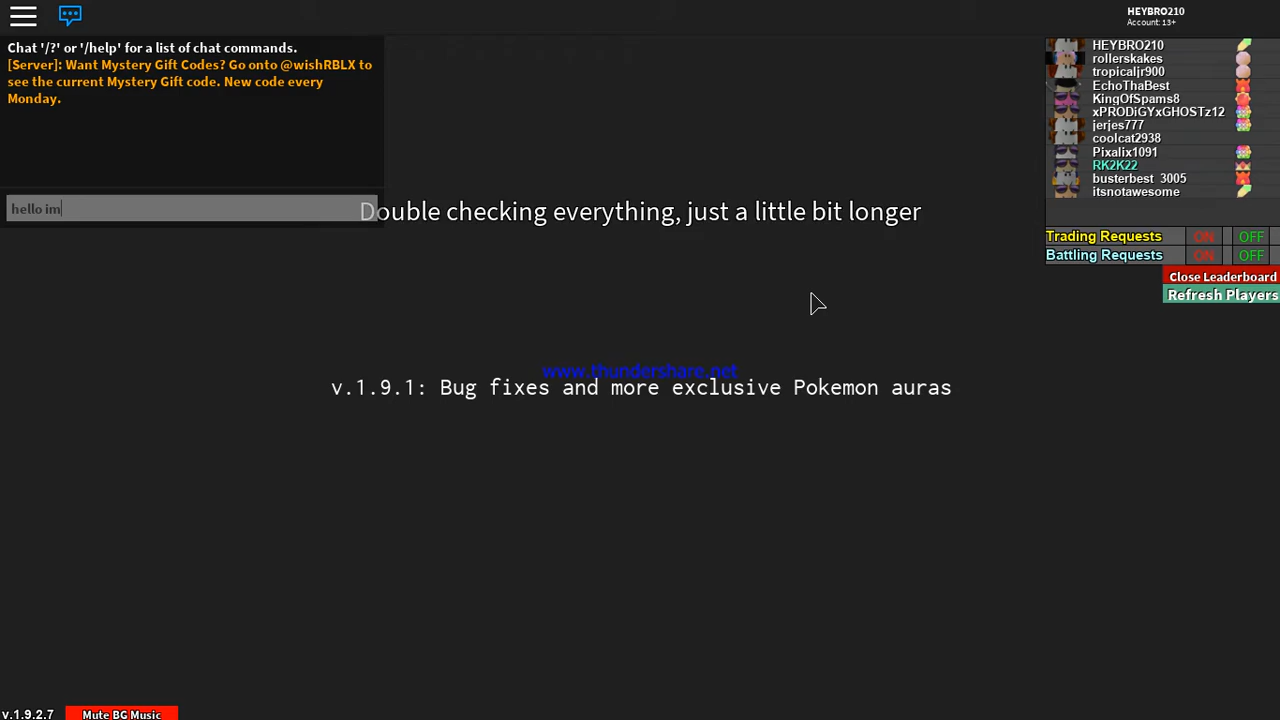 HEYBRO210
Account: 13+
Chat '/?' or '/help' for a list of chat commands.
[Server]: Want Mystery Gift Codes? Go onto @wishRBLX to
see the current Mystery Gift code. New code every
Monday.
hello im
HEYBRO210
rollerskakes
tropicaljr900
EchoThaBest
KingOfSpams8
xPRODiGYxGHOSTz12
jerjes777
coolcat2938
Pixalix1091
RK2K22
busterbest_3005
itsnotawesome
Trading Requests ON OFF
Battling Requests ON OFF
Close Leaderboard
Refresh Players
Double checking everything, just a little bit longer
www.thundershare.net
v.1.9.1: Bug fixes and more exclusive Pokemon auras
v.1.9.2.7
Mute BG Music